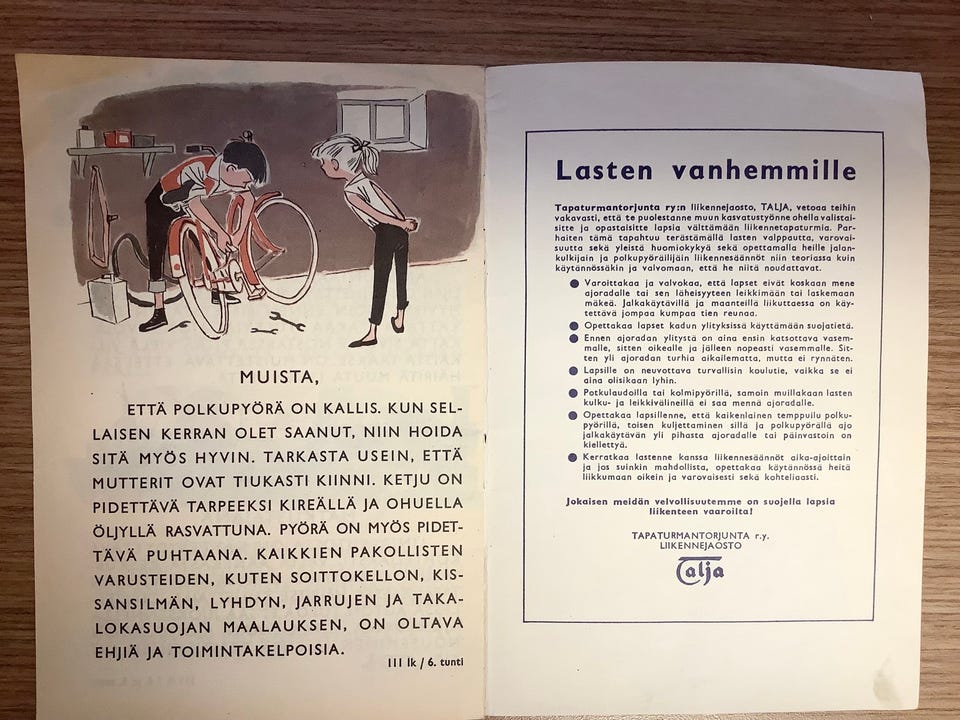 MUISTA,
ETTÄ POLKUPYÖRÄ ON KALLIS. KUN SEL-
LAISEN KERRAN OLET SAANUT, NIIN HOIDA
SITÄ MYÖS HYVIN. TARKASTA USEIN, ETTÄ
MUTTERIT OVAT TIUKASTI KIINNI. KETJU ON
PIDETTÄVÄ TARPEEKSI KIREÄLLÄ JA OHUELLA
ÖLJYLLÄ RASVATTUNA. PYÖRÄ ON MYÖS PIDET-
TÄVÄ PUHTAANA. KAIKKIEN PAKOLLISTEN
VARUSTEIDEN, KUTEN SOITTOKELLON, KIS-
SANSILMÄN, LYHDYN, JARRUJEN JA TAKA-
LOKASUOJAN MAALAUKSEN, ON OLTAVA
EHJIÄ JA TOIMINTAKELPOISIA.
III lk / 6. tunti
Lasten vanhemmille
Tapaturmantorjunta ry:n liikennejaosto, TALJA, vetoaa teihin
vakavasti, että te puolestanne muun kasvatustyönne ohella valistai-
sitte ja opastaisitte lapsia välttämään liikennetapaturmia. Par-
haiten tämä tapahtuu terästämällä lasten valppautta, varovai-
suutta sekä yleistä huomiokykyä sekä opettamalla heille jalan-
kulkijain ja polkupyöräilijäin liikennesäännöt niin teoriassa kuin
käytännössäkin ja valvomaan, että he niitä noudattavat.
● Varoittakaa ja valvokaa, että lapset eivät koskaan mene
ajoradalle tai sen läheisyyteen leikkimään tai laskemaan
mäkeä. Jalkakäytävillä ja maanteillä liikuttaessa on käy-
tettävä jompaa kumpaa tien reunaa.
● Opettakaa lapset kadun ylityksissä käyttämään suojatietä.
● Ennen ajoradan ylitystä on aina ensin katsottava vasem-
malle, sitten oikealle ja jälleen nopeasti vasemmalle. Sit-
ten yli ajoradan turhia aikailematta, mutta ei rynnäten.
● Lapsille on neuvottava turvallisin koulutie, vaikka se ei
aina olisikaan lyhin.
● Potkulaudoilla tai kolmipyörillä, samoin muillakaan lasten
kulku- ja leikkivälineillä ei saa mennä ajoradalle.
● Opettakaa lapsillenne, että kaikenlainen temppuilu polku-
pyörillä, toisen kuljettaminen sillä ja polkupyörällä ajo
jalkakäytävän yli pihasta ajoradalle tai päinvastoin on
kiellettyä.
● Kerratkaa lastenne kanssa liikennesäännöt aika-ajoittain
ja jos suinkin mahdollista, opettakaa käytännössä heitä
liikkumaan oikein ja varovaisesti sekä kohteliaasti.
Jokaisen meidän velvollisuutemme on suojella lapsia
liikenteen vaaroilta!
TAPATURMANTORJUNTA r.y.
LIIKENNEJAOSTO
Talja